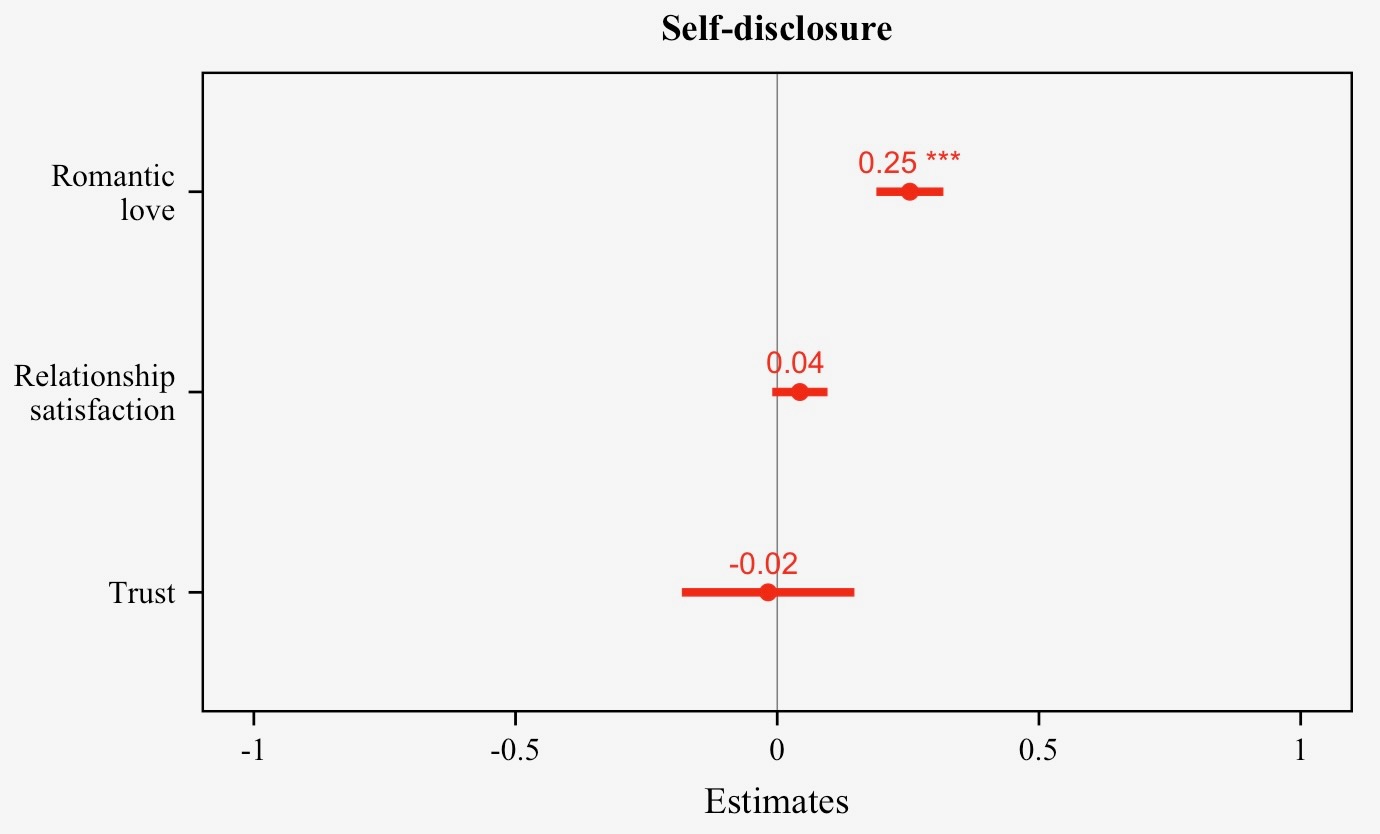 Self-disclosure
0.25 ***
Romantic
love
0.04
Relationship
satisfaction
-0.02
Trust
-1
-0.5
0
0.5
1
Estimates